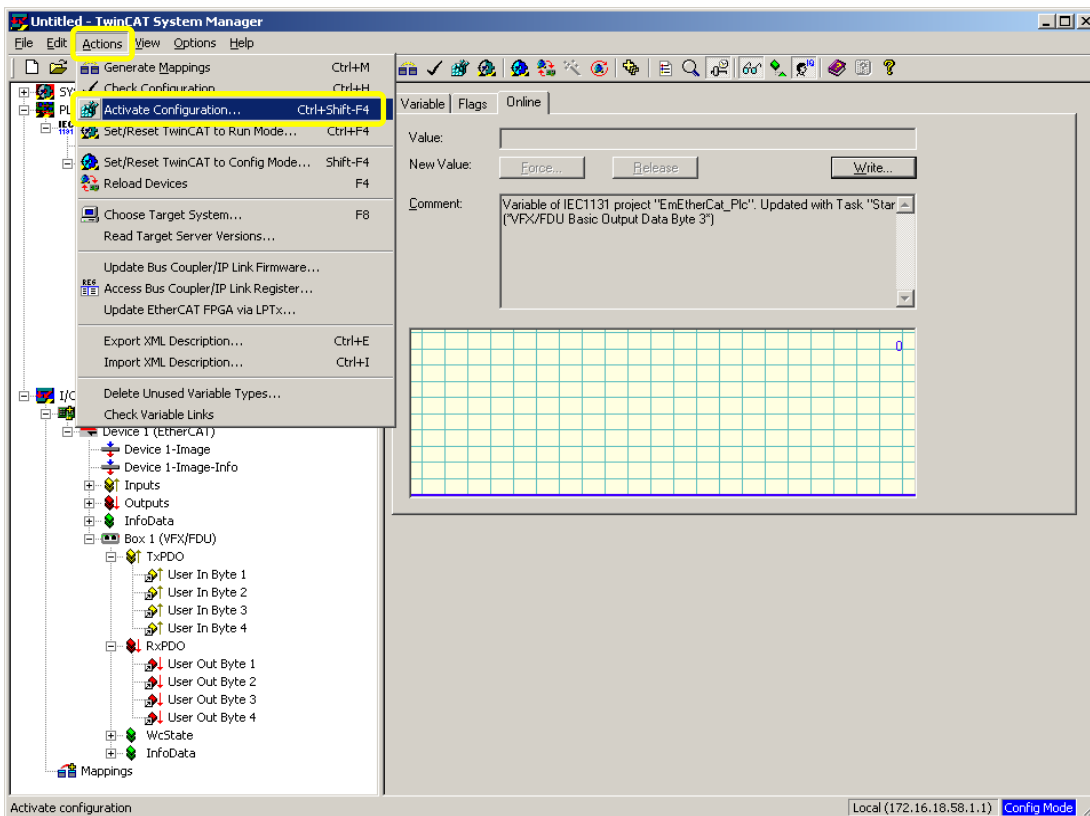 Untitled - TwinCAT System Manager
File Edit Actions View Options Help
Generate Mappings Ctrl+M
Check Configuration Ctrl+H
Activate Configuration... Ctrl+Shift-F4
Set/Reset TwinCAT to Run Mode... Ctrl+F4
Set/Reset TwinCAT to Config Mode... Shift-F4
Reload Devices F4
Choose Target System... F8
Read Target Server Versions...
Update Bus Coupler/IP Link Firmware...
Access Bus Coupler/IP Link Register...
Update EtherCAT FPGA via LPTx...
Export XML Description... Ctrl+E
Import XML Description... Ctrl+I
Delete Unused Variable Types...
Check Variable Links
Variable Flags Online
Value:
New Value: Force... Release Write...
Comment: Variable of IEC1131 project "EmEtherCat_Plc". Updated with Task "Star
("VFX/FDU Basic Output Data Byte 3")
0
SY
PL
IEC
1131
REG
I/O
Device 1 (EtherCAT)
Device 1-Image
Device 1-Image-Info
Inputs
Outputs
InfoData
Box 1 (VFX/FDU)
TxPDO
User In Byte 1
User In Byte 2
User In Byte 3
User In Byte 4
RxPDO
User Out Byte 1
User Out Byte 2
User Out Byte 3
User Out Byte 4
WcState
InfoData
Mappings
Activate configuration
Local (172.16.18.58.1.1) Config Mode